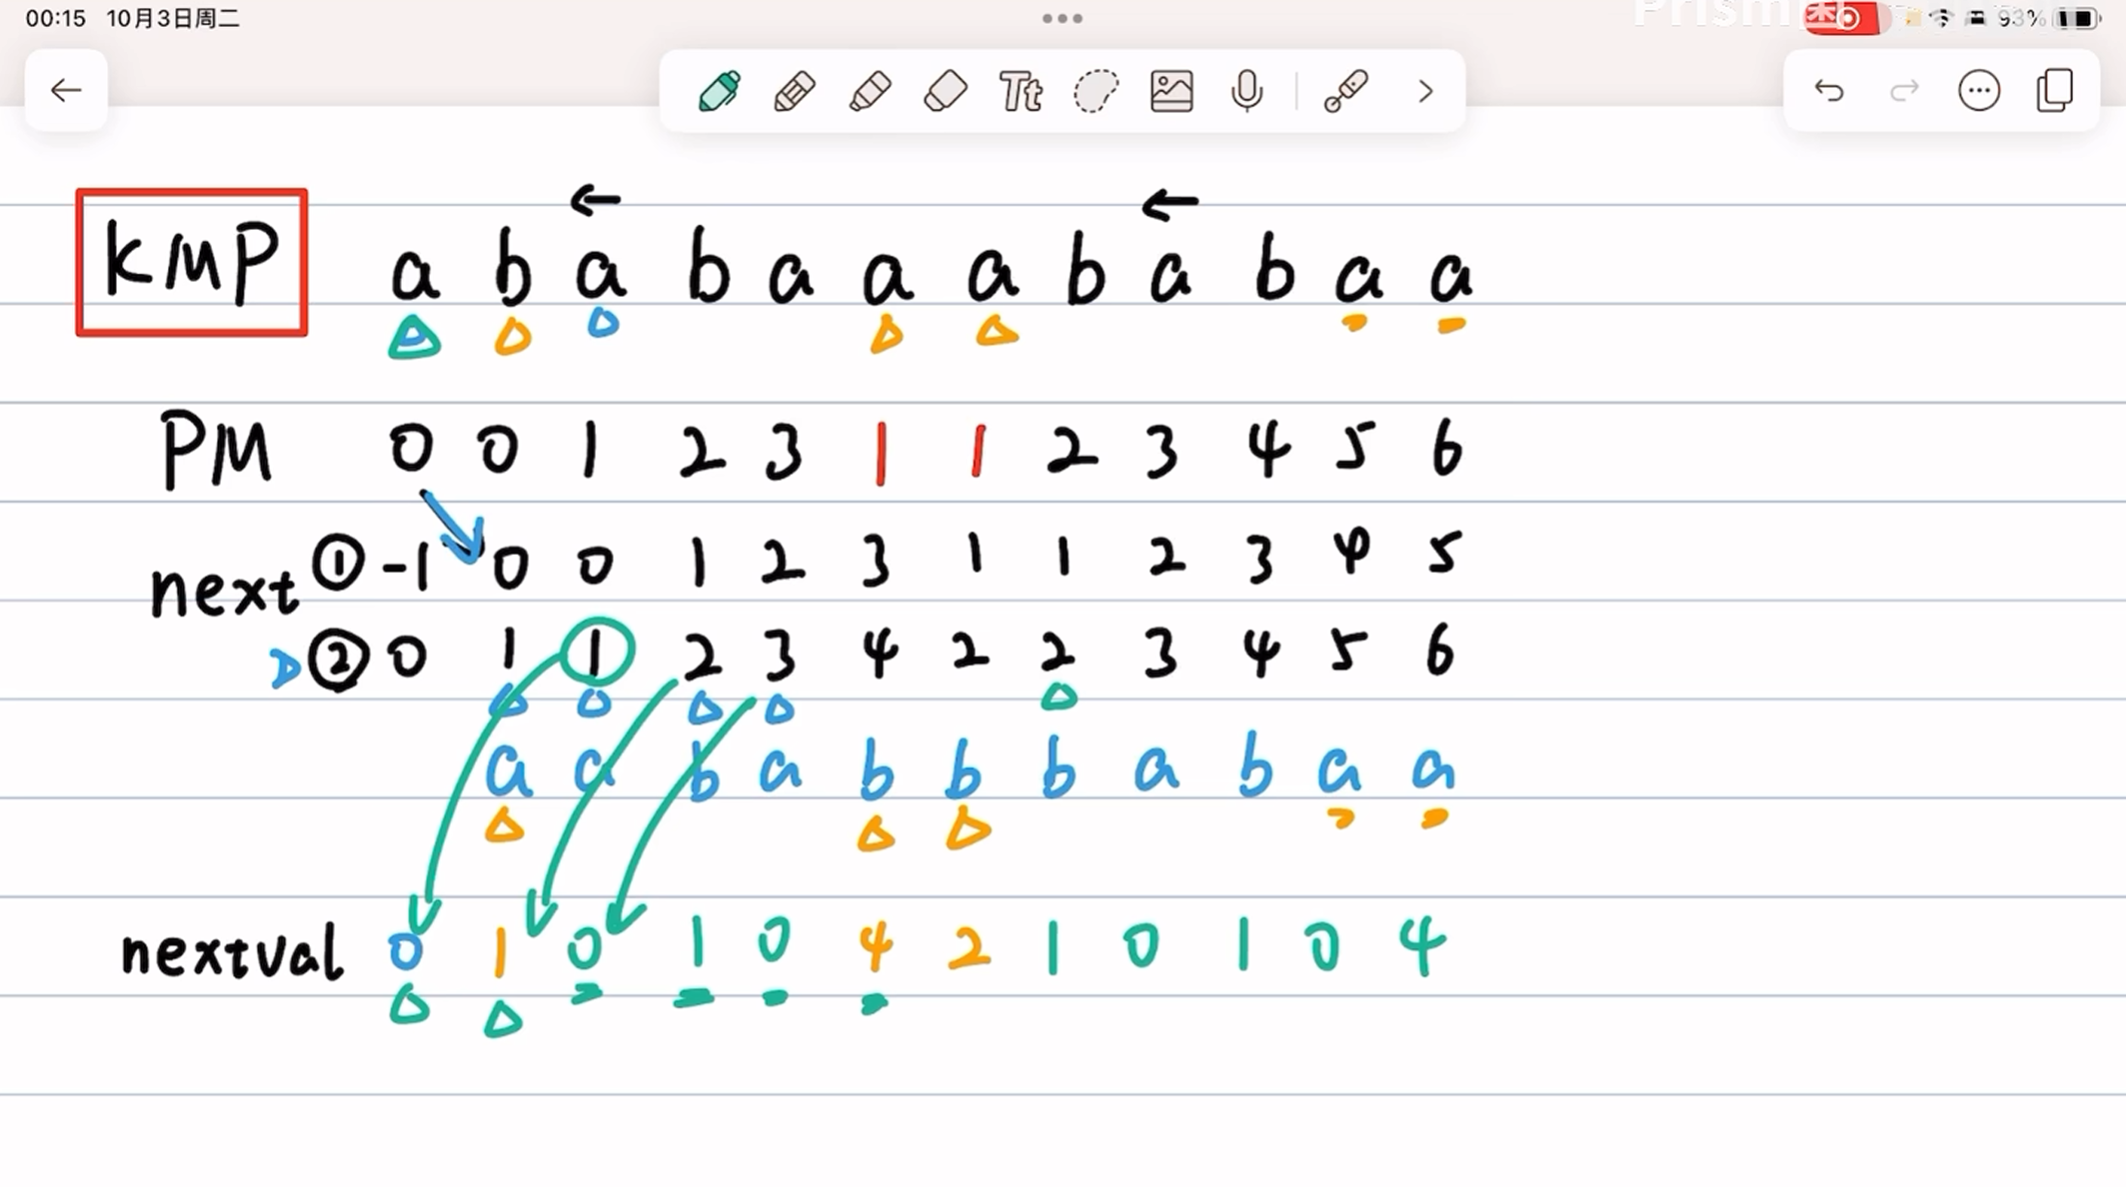 00:15 10月3日周二
Prism 93%
Tt
KMP a b a b a a a b a b a a
PM 0 0 1 2 3 1 1 2 3 4 5 6
next ① -1 0 0 1 2 3 1 1 2 3 4 5
② 0 1 1 2 3 4 2 2 3 4 5 6
a a b a b b b a b a a
nextval 0 1 0 1 0 4 2 1 0 1 0 4